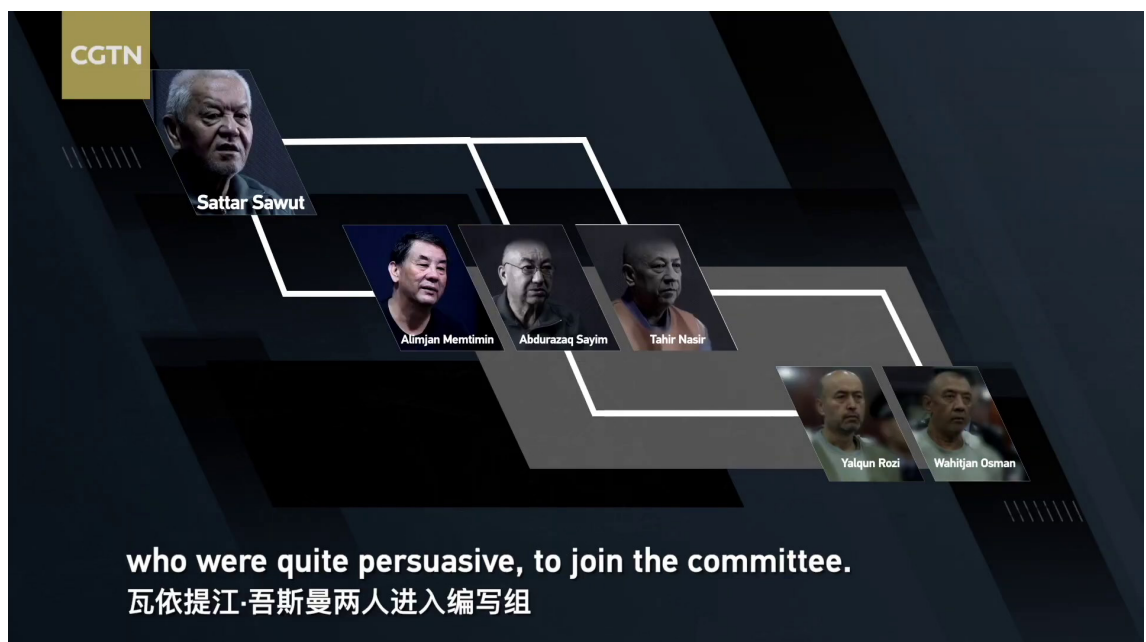 CGTN
Sattar Sawut
Alimjan Memtimin
Abdurazaq Sayim
Tahir Nasir
Yalqun Rozi
Wahitjan Osman
who were quite persuasive, to join the committee.
瓦依提江·吾斯曼两人进入编写组